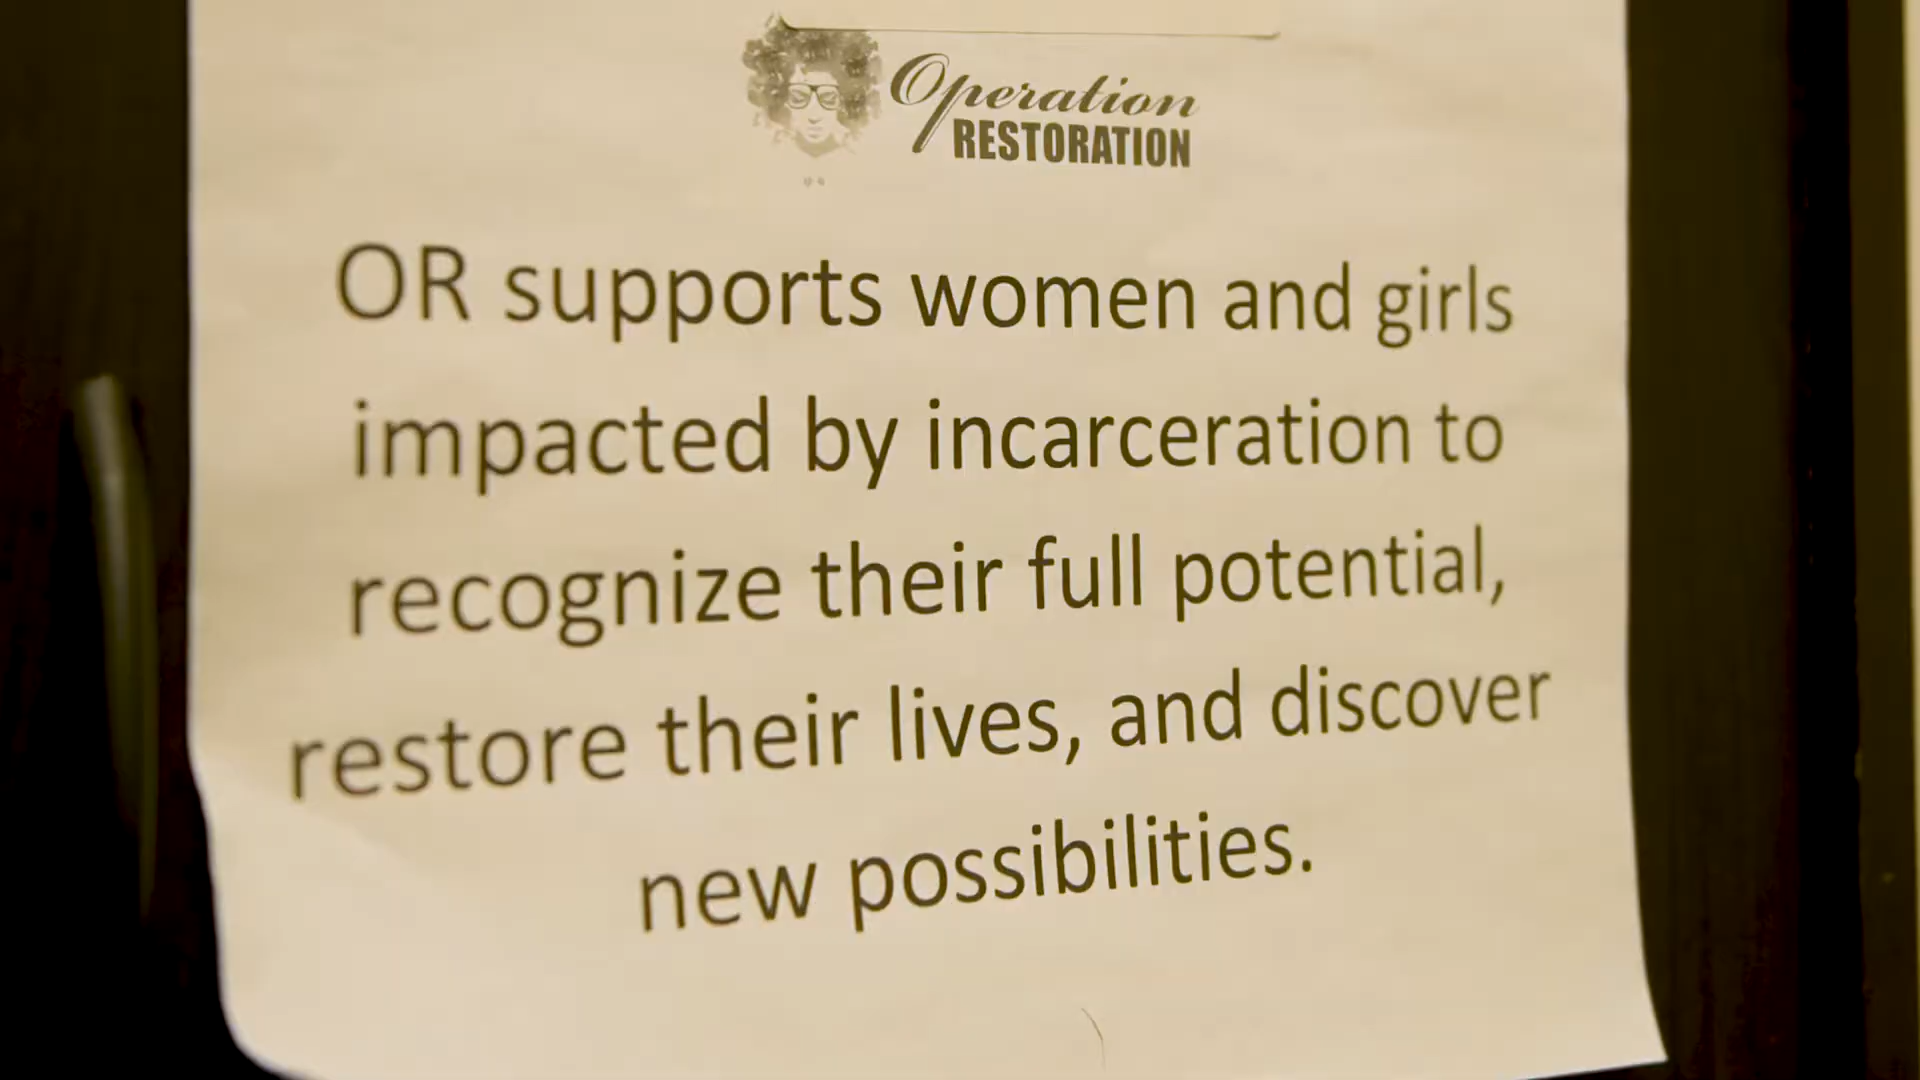 Operation
RESTORATION
OR supports women and girls
impacted by incarceration to
recognize their full potential,
restore their lives, and discover
new possibilities.